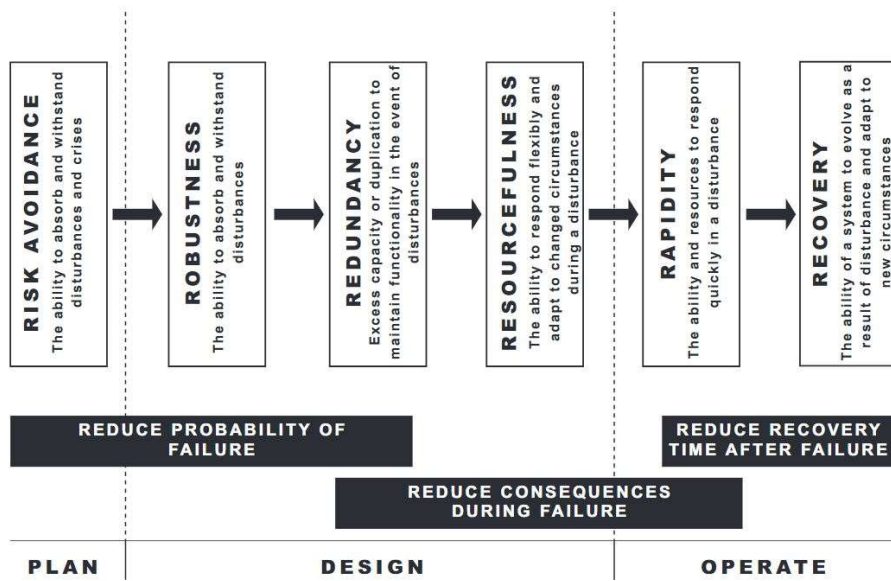 RISK AVOIDANCE
The ability to absorb and withstand
disturbances and crises
ROBUSTNESS
The ability to absorb and withstand
disturbances
REDUNDANCY
Excess capacity or duplication to
maintain functionality in the event of
disturbances
RESOURCEFULNESS
The ability to respond flexibly and
adapt to changed circumstances
during a disturbance
RAPIDITY
The ability and resources to respond
quickly in a disturbance
RECOVERY
The ability of a system to evolve as a
result of disturbance and adapt to
new circumstances
REDUCE PROBABILITY OF
FAILURE
REDUCE RECOVERY
TIME AFTER FAILURE
REDUCE CONSEQUENCES
DURING FAILURE
PLAN
DESIGN
OPERATE